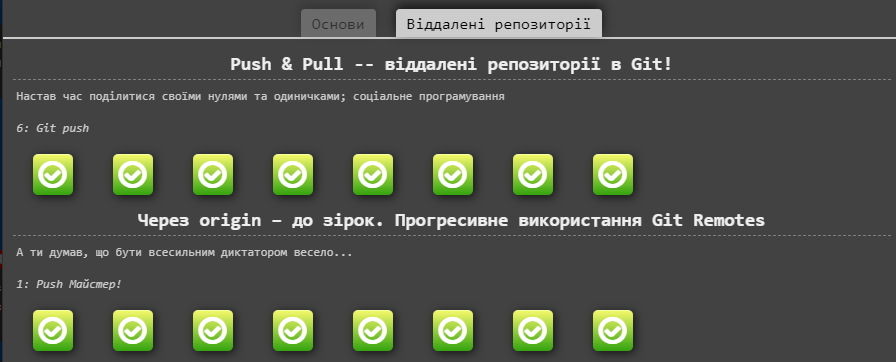 Основи
Віддалені репозиторії
Push & Pull -- віддалені репозиторії в Git!
Настав час поділитися своїми нулями та одиничками; соціальне програмування
6: Git push
Через origin – до зірок. Прогресивне використання Git Remotes
А ти думав, що бути всесильним диктатором весело...
1: Push Майстер!